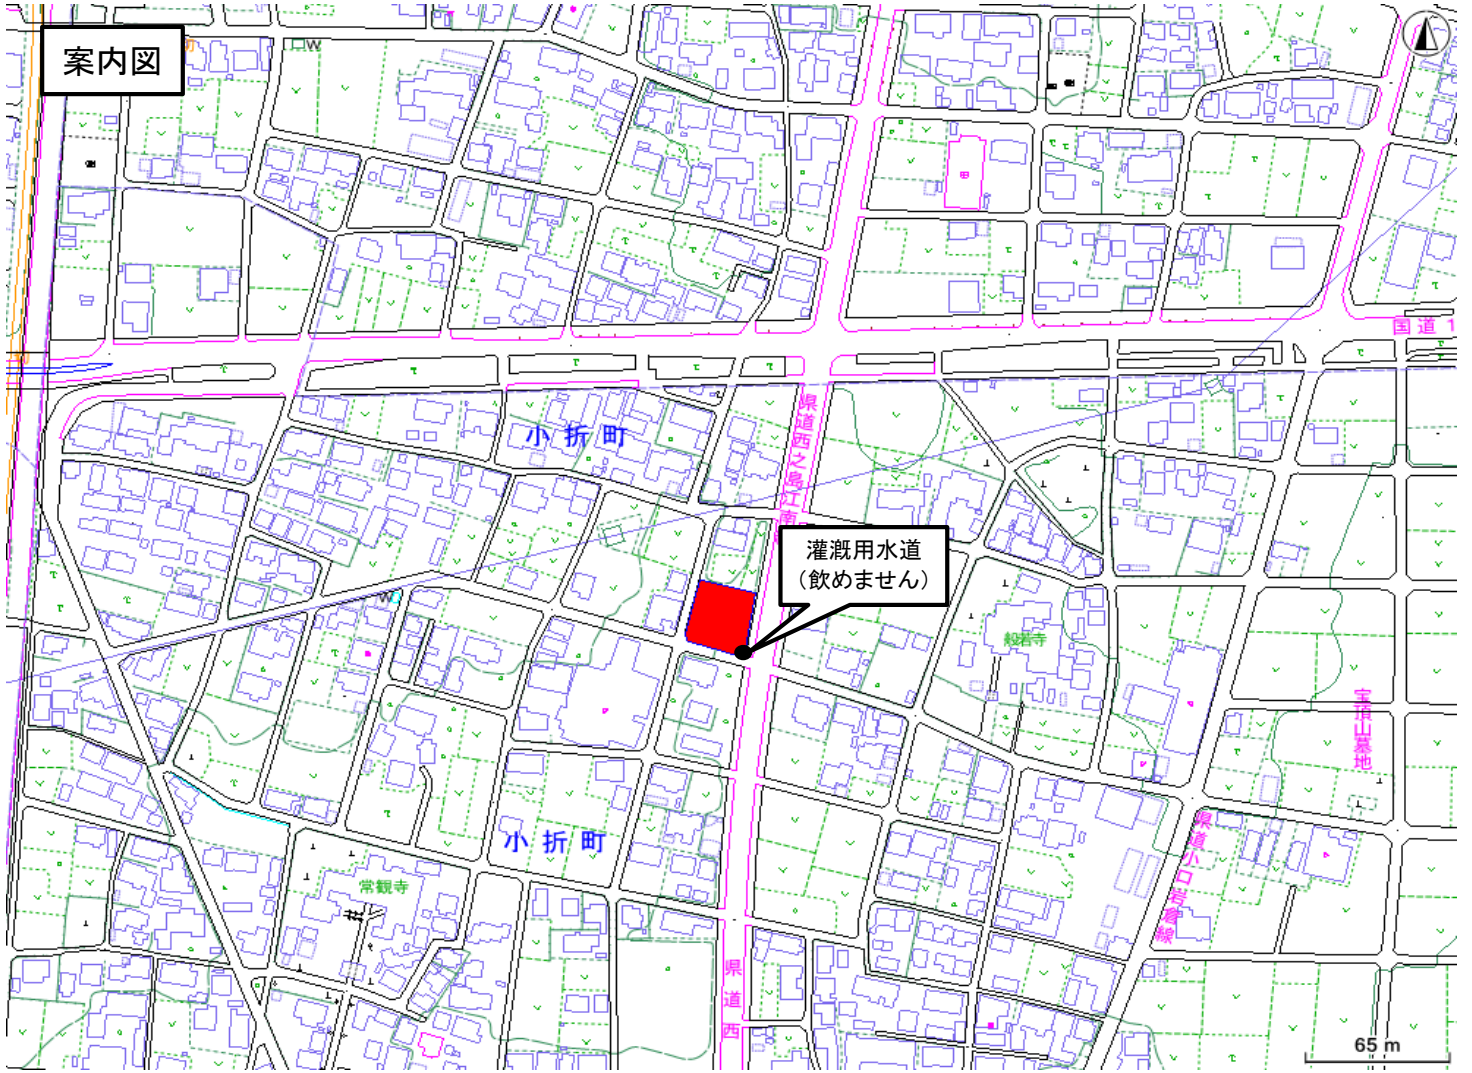 案内図
W
国道1
県道西之島江南
小折町
灌漑用水道
(飲めません)
W
般若寺
宝頂山墓地
県道小口岩倉線
小折町
常観寺
県道西
65 m